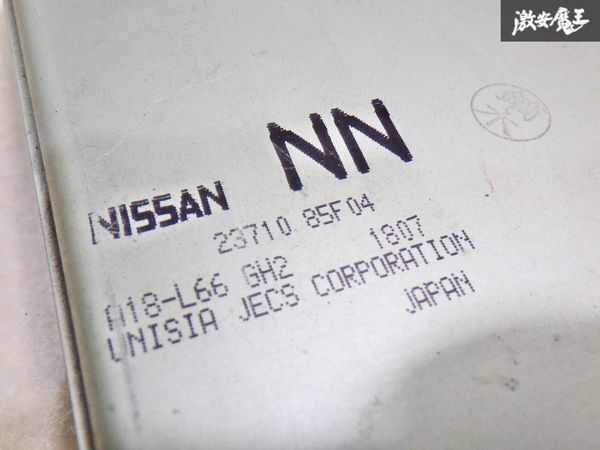 激安魔王
NN
NISSAN
23710 85F04
A18-L66 GH2 1807
UNISIA JECS CORPORATION
JAPAN